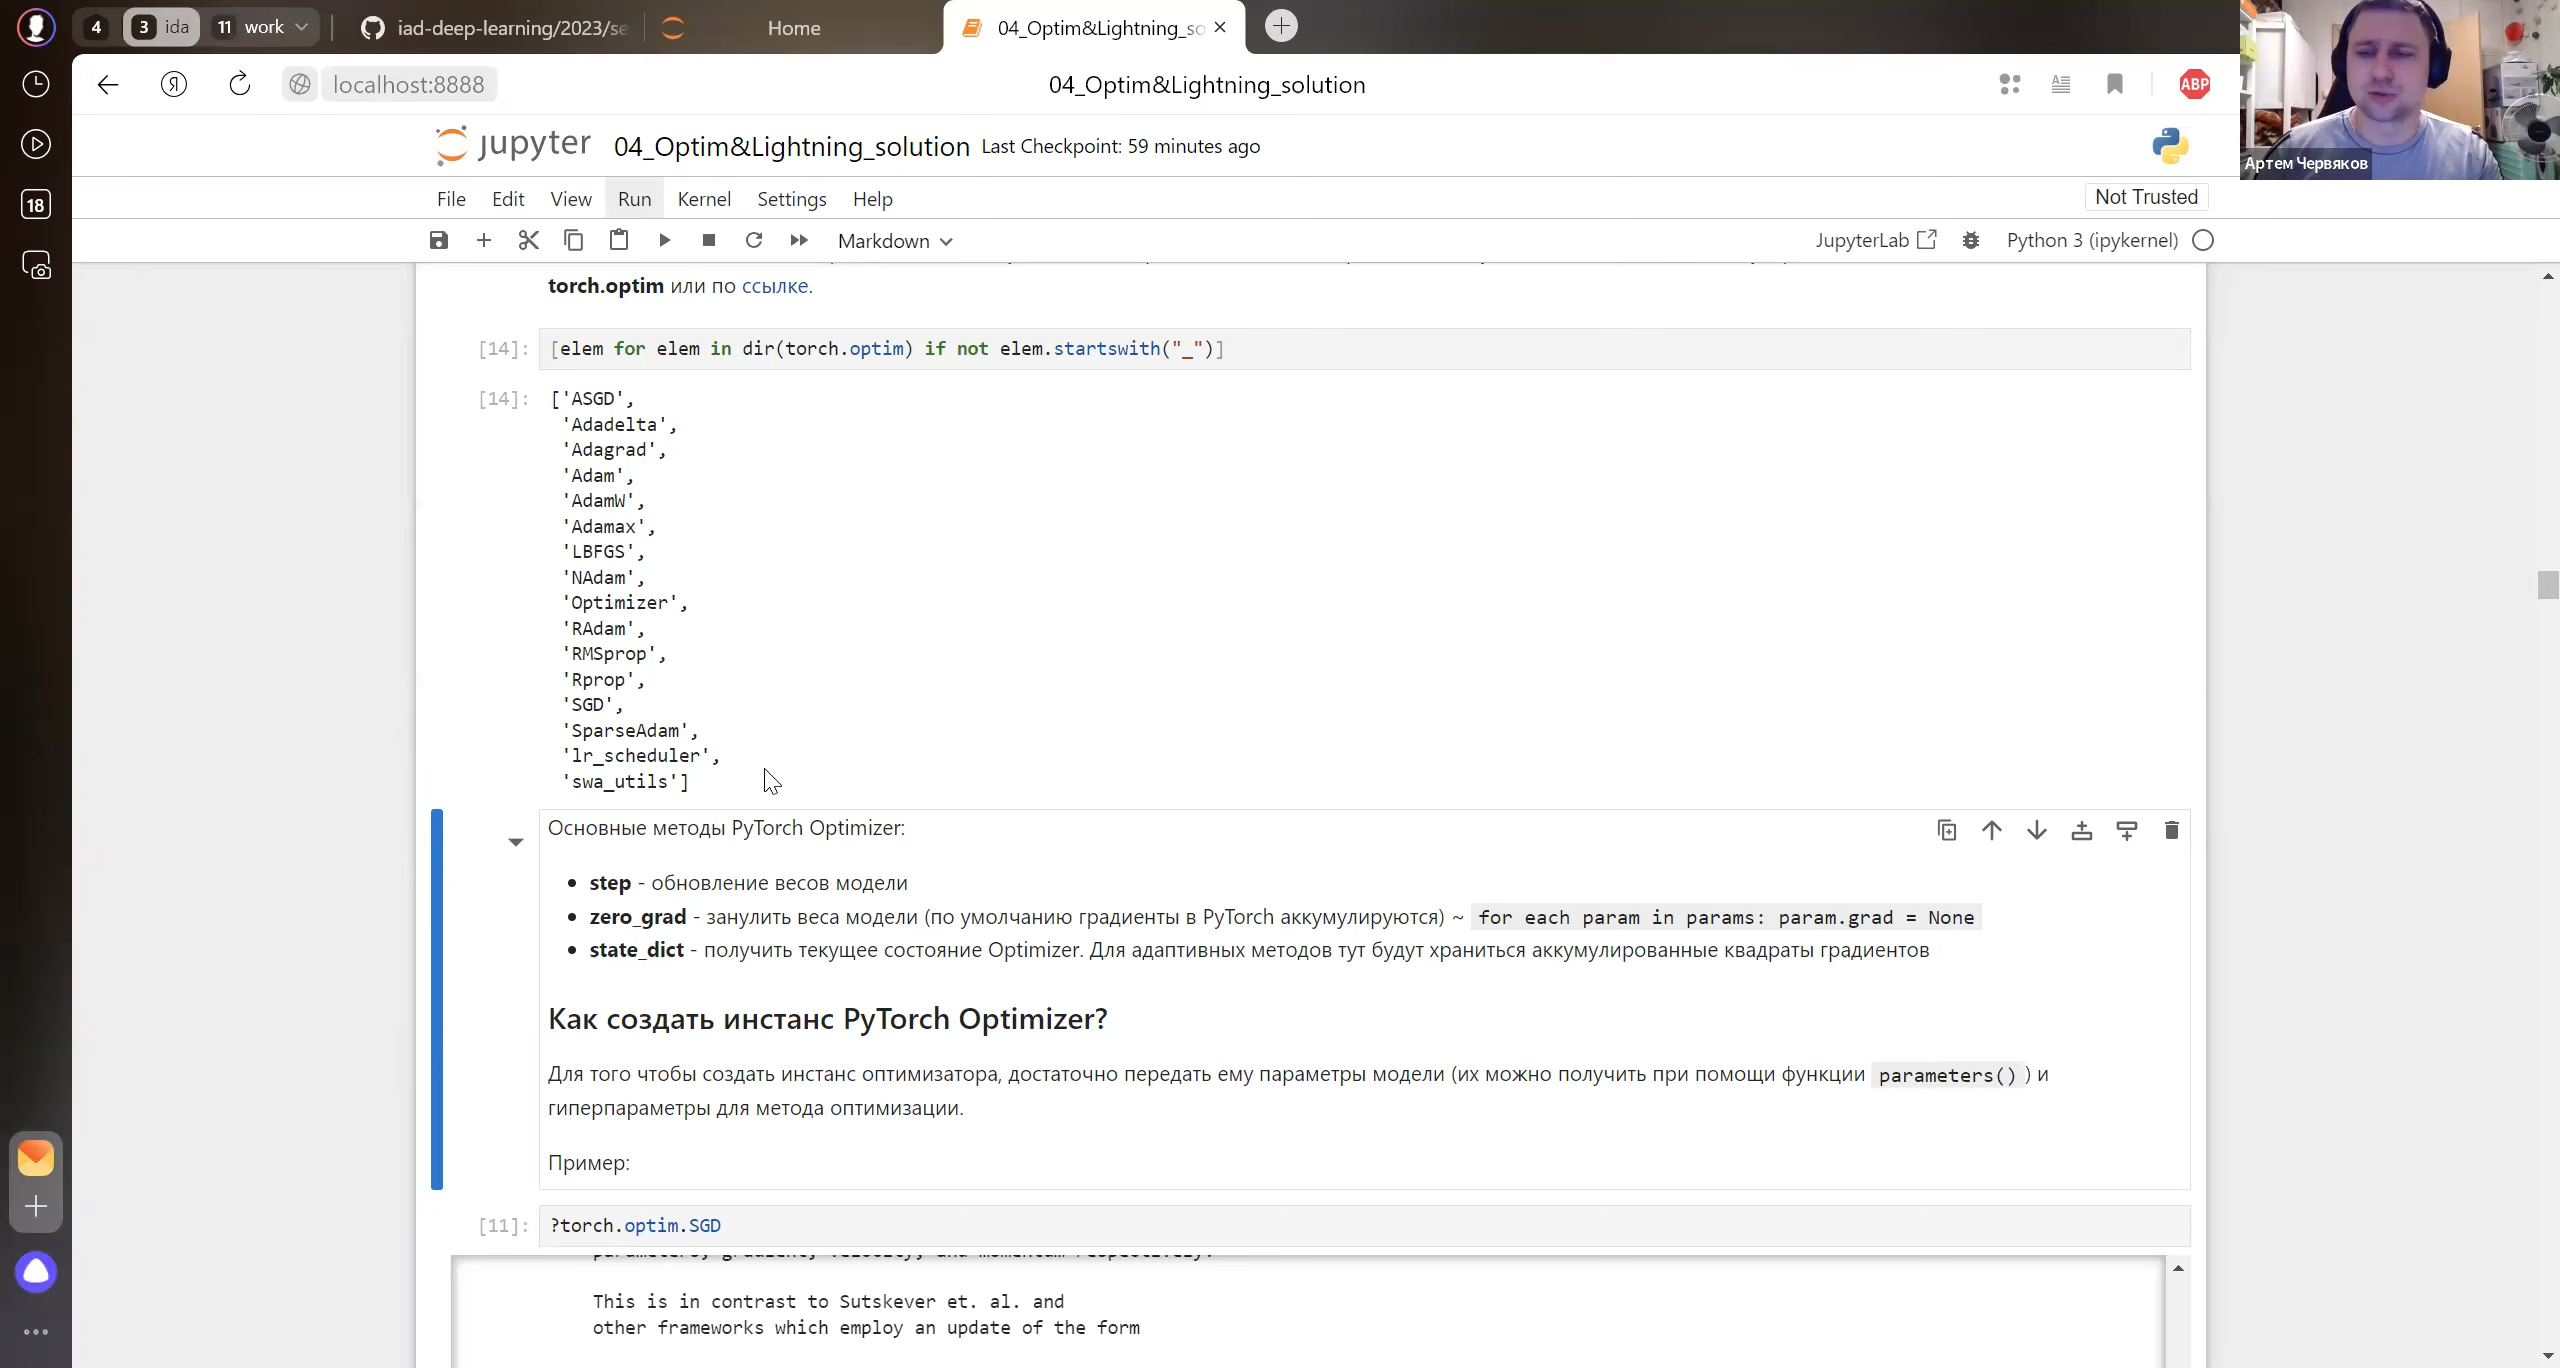 4
3 ida
11 work
iad-deep-learning/2023/se
Home
04_Optim&Lightning_so
localhost:8888
04_Optim&Lightning_solution
ABP
Артем Червяков
jupyter 04_Optim&Lightning_solution Last Checkpoint: 59 minutes ago
18
File Edit View Run Kernel Settings Help
Not Trusted
Markdown
JupyterLab
Python 3 (ipykernel)
torch.optim или по ссылке.
[14]: [elem for elem in dir(torch.optim) if not elem.startswith("_")]
[14]: ['ASGD',
'Adadelta',
'Adagrad',
'Adam',
'AdamW',
'Adamax',
'LBFGS',
'NAdam',
'Optimizer',
'RAdam',
'RMSprop',
'Rprop',
'SGD',
'SparseAdam',
'lr_scheduler',
'swa_utils']
Основные методы PyTorch Optimizer:
• step - обновление весов модели
• zero_grad - занулить веса модели (по умолчанию градиенты в PyTorch аккумулируются) ~ for each param in params: param.grad = None
• state_dict - получить текущее состояние Optimizer. Для адаптивных методов тут будут храниться аккумулированные квадраты градиентов
Как создать инстанс PyTorch Optimizer?
Для того чтобы создать инстанс оптимизатора, достаточно передать ему параметры модели (их можно получить при помощи функции parameters() ) и
гиперпараметры для метода оптимизации.
Пример:
[11]: ?torch.optim.SGD
This is in contrast to Sutskever et. al. and
other frameworks which employ an update of the form